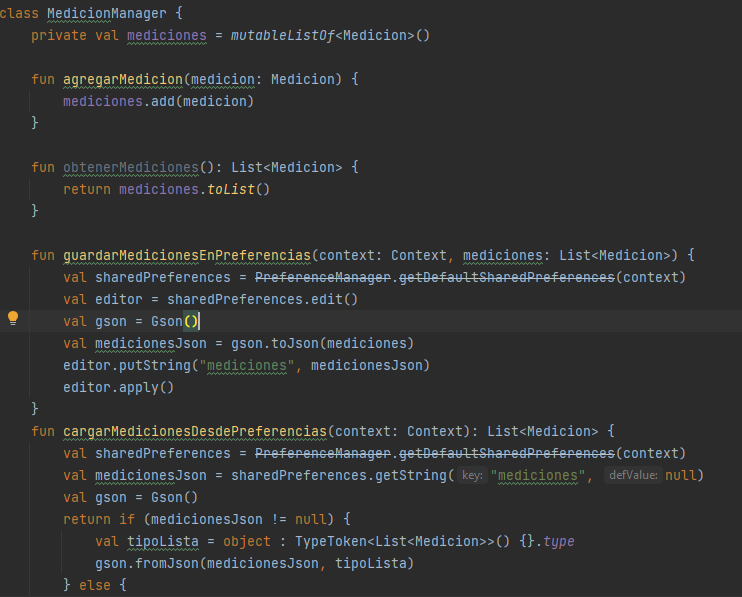 class MedicionManager {
    private val mediciones = mutableListOf<Medicion>()

    fun agregarMedicion(medicion: Medicion) {
        mediciones.add(medicion)
    }

    fun obtenerMediciones(): List<Medicion> {
        return mediciones.toList()
    }

    fun guardarMedicionesEnPreferencias(context: Context, mediciones: List<Medicion>) {
        val sharedPreferences = PreferenceManager.getDefaultSharedPreferences(context)
        val editor = sharedPreferences.edit()
        val gson = Gson()
        val medicionesJson = gson.toJson(mediciones)
        editor.putString("mediciones", medicionesJson)
        editor.apply()
    }
    fun cargarMedicionesDesdePreferencias(context: Context): List<Medicion> {
        val sharedPreferences = PreferenceManager.getDefaultSharedPreferences(context)
        val medicionesJson = sharedPreferences.getString( key: "mediciones", defValue: null)
        val gson = Gson()
        return if (medicionesJson != null) {
            val tipoLista = object : TypeToken<List<Medicion>>() {}.type
            gson.fromJson(medicionesJson, tipoLista)
        } else {